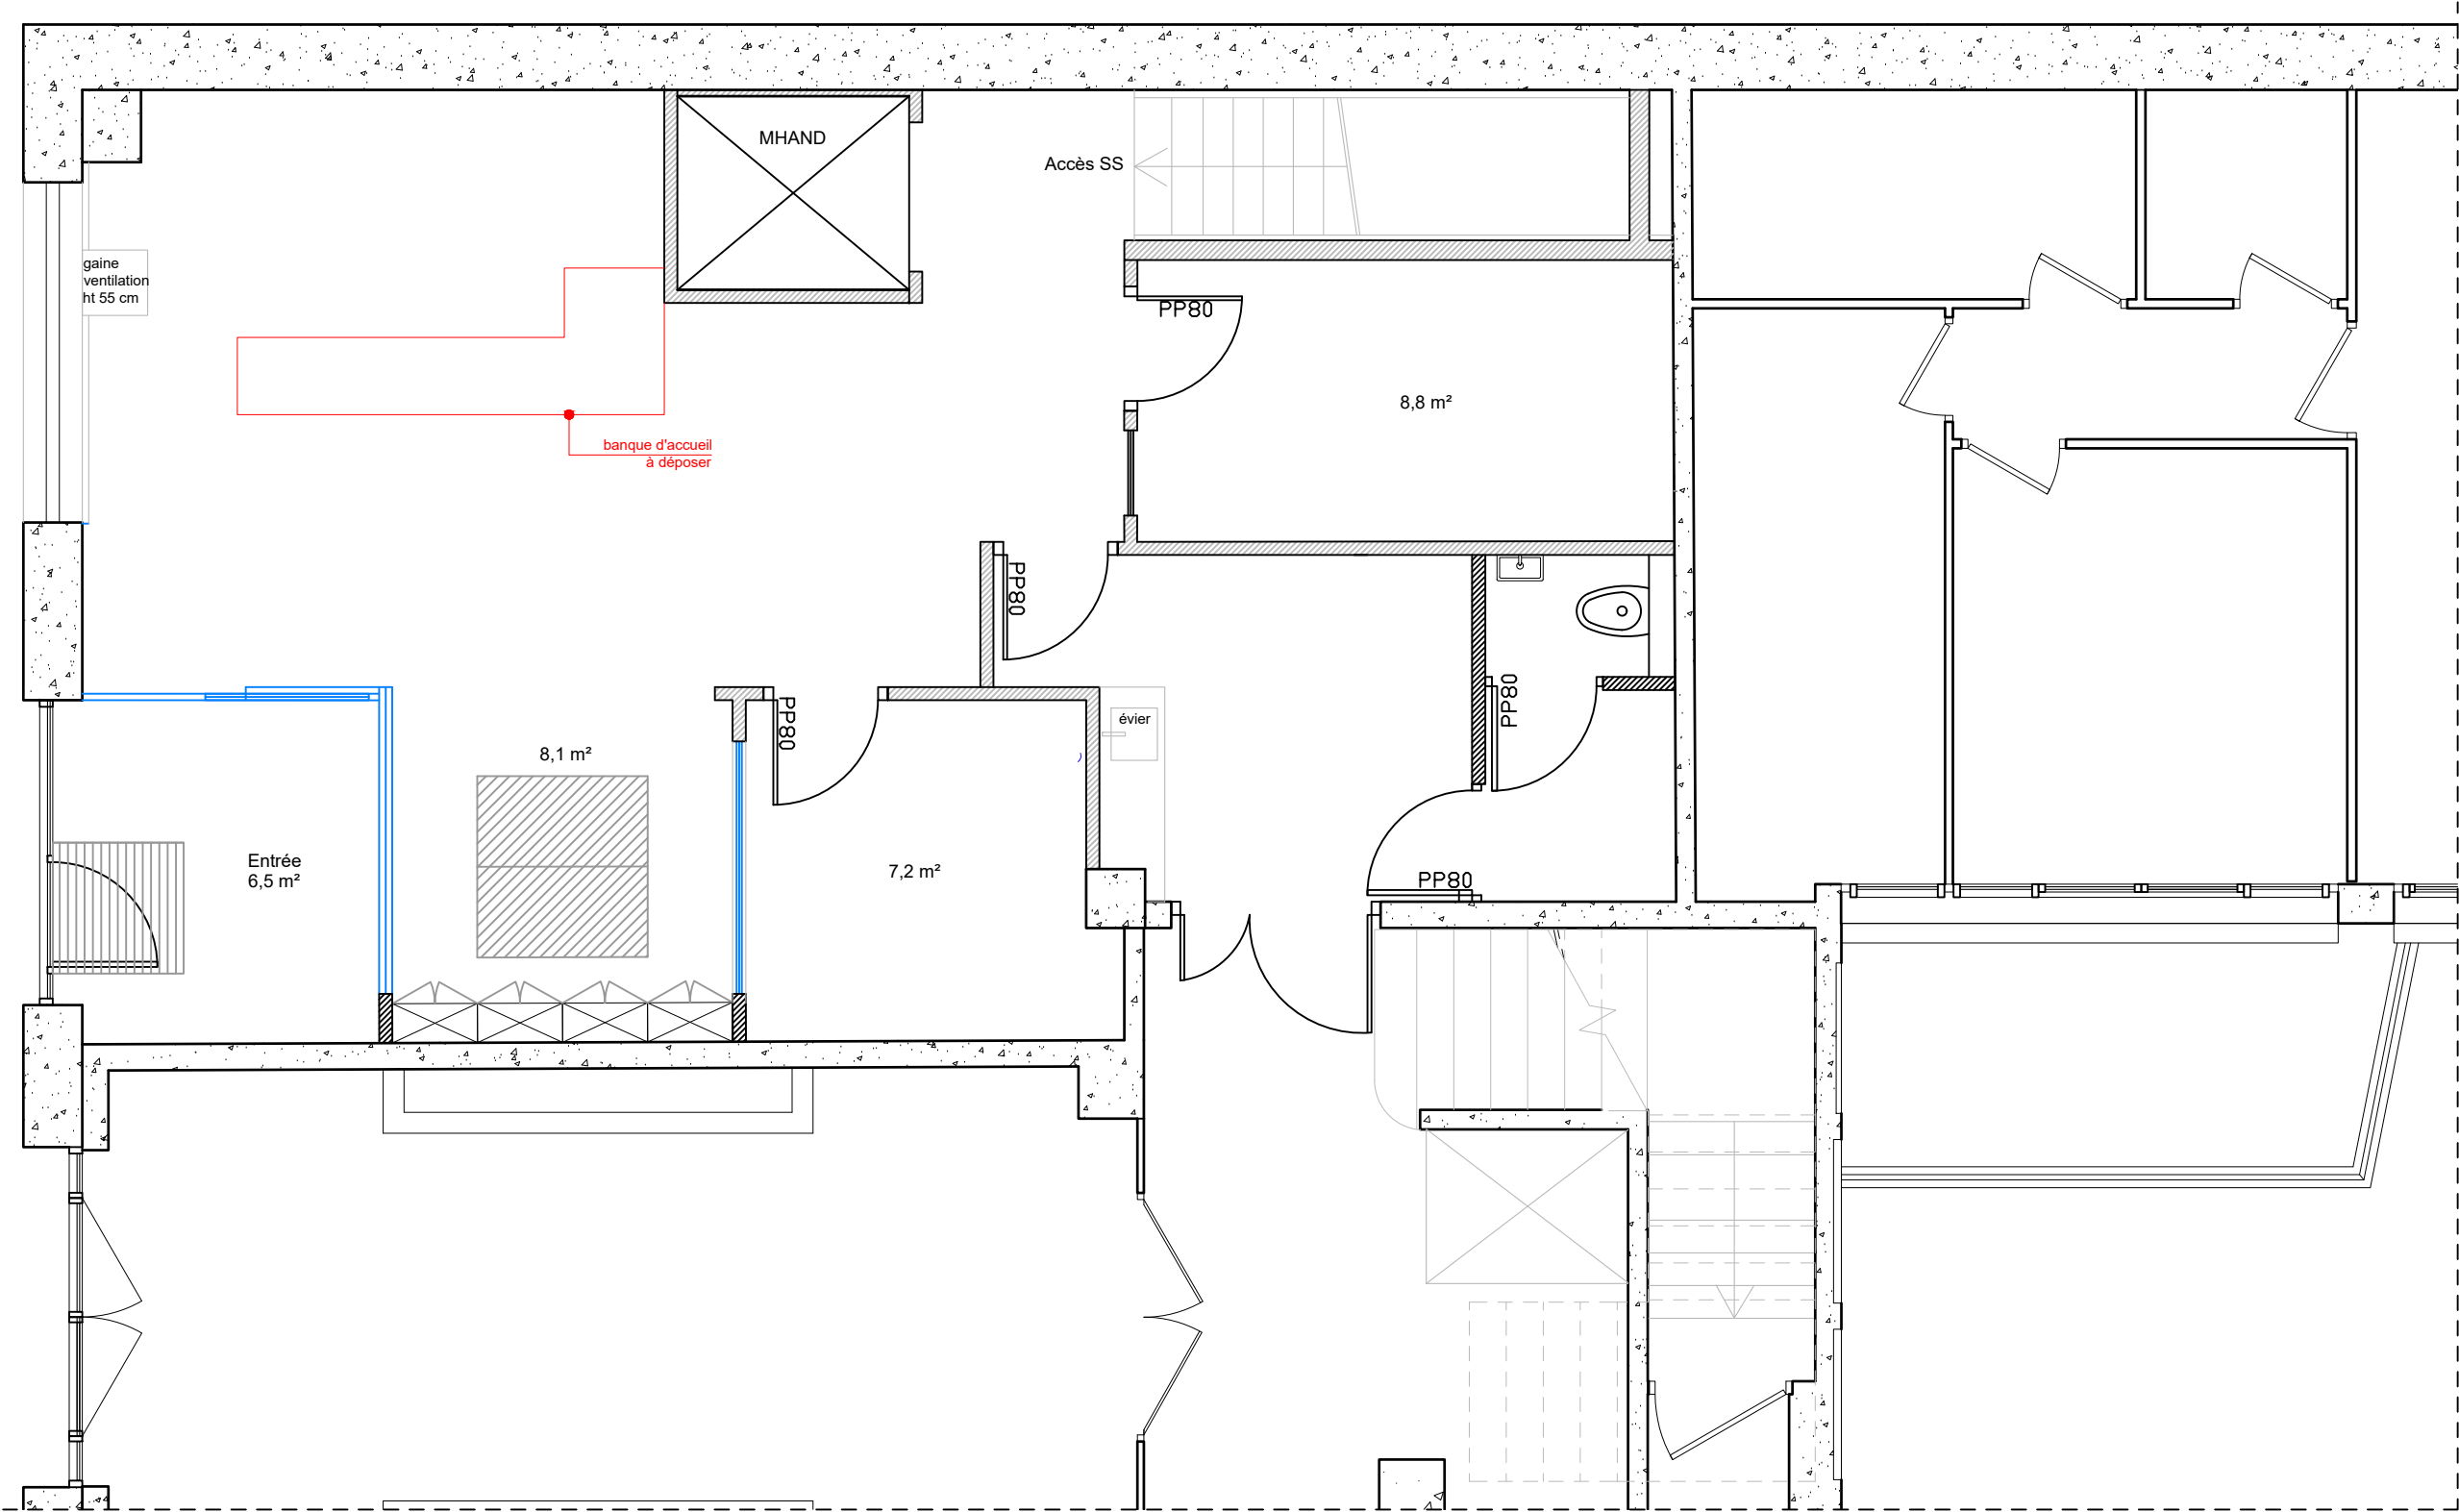 MHAND
Accès SS
gaine
ventilation
ht 55 cm
PP80
8,8 m²
banque d'accueil
à déposer
PP80
PP80
PP80
évier
8,1 m²
Entrée
6,5 m²
7,2 m²
PP80